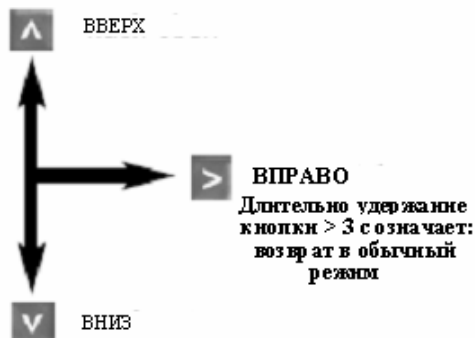 ВВЕРХ
ВПРАВО
Длительно удержание
кнопки > 3 с означает:
возврат в обычный
режим
ВНИЗ